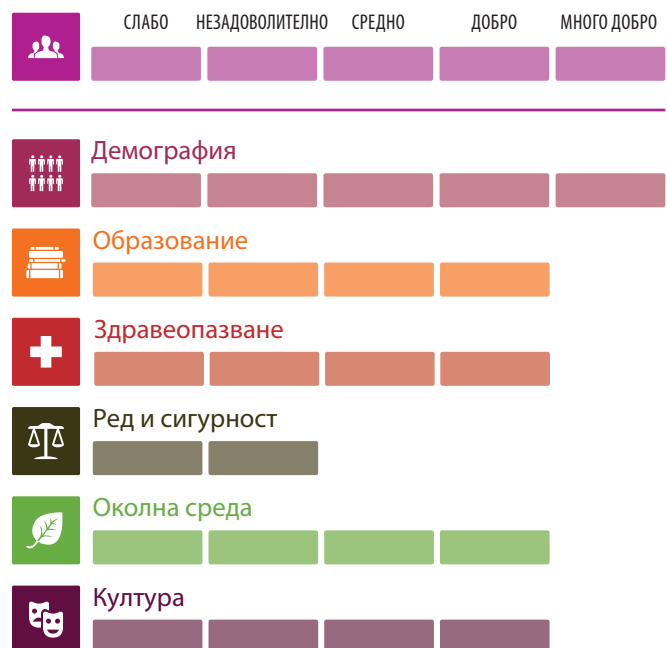 СЛАБО НЕЗАДОВОЛИТЕЛНО СРЕДНО ДОБРО МНОГО ДОБРО
Демография
Образование
Здравеопазване
Ред и сигурност
Околна среда
Култура